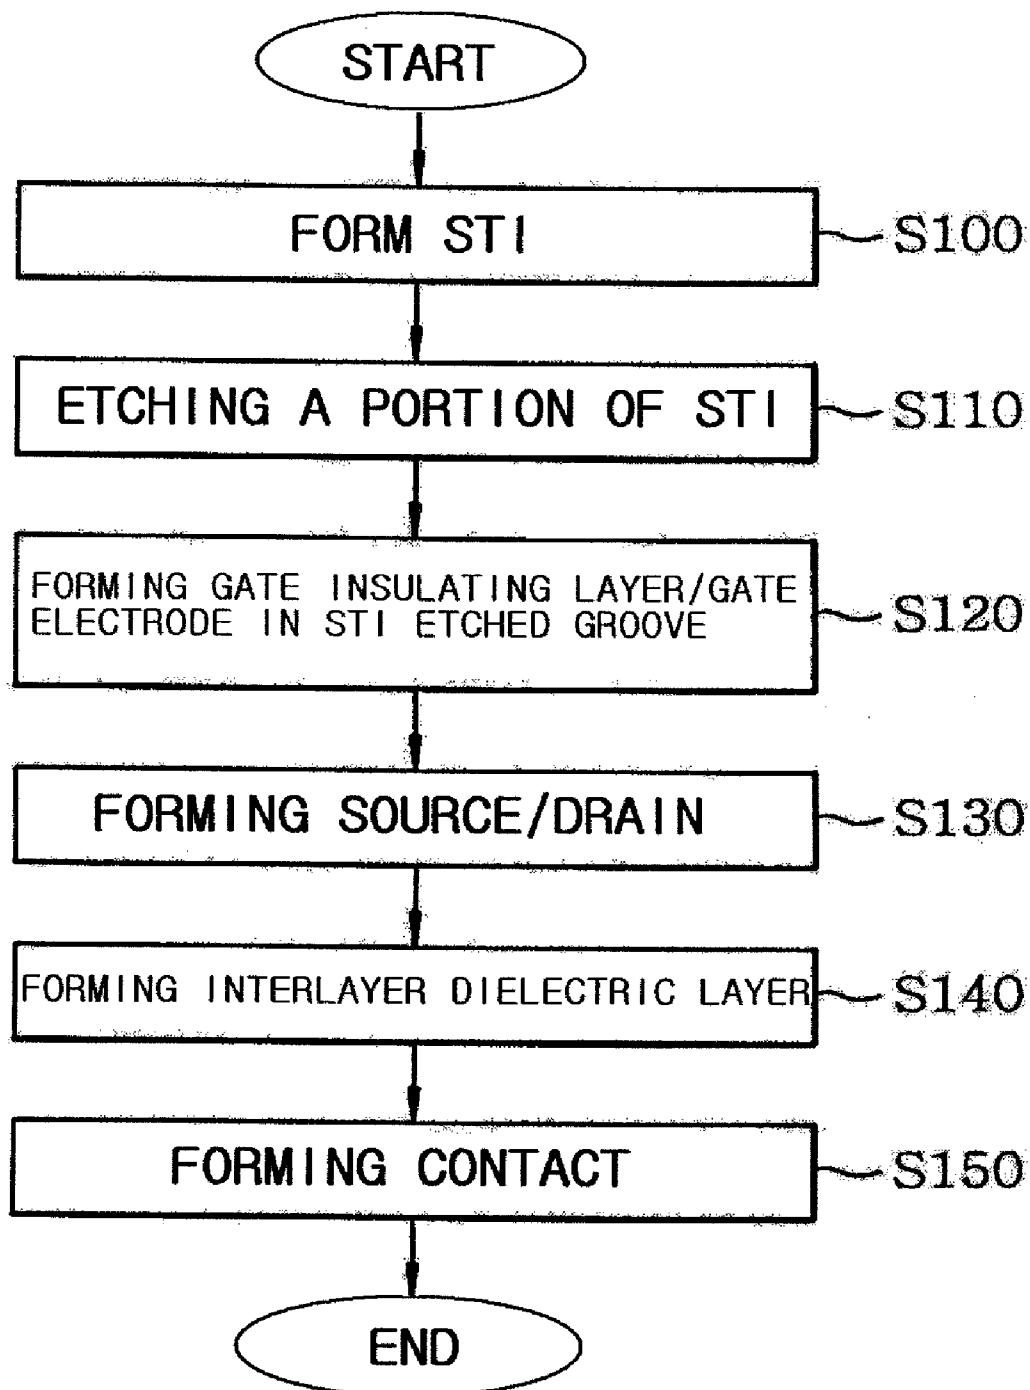 START
FORM STI
S100
ETCHING A PORTION OF STI
S110
FORMING GATE INSULATING LAYER/GATE
ELECTRODE IN STI ETCHED GROOVE
S120
FORMING SOURCE/DRAIN
S130
FORMING INTERLAYER DIELECTRIC LAYER
S140
FORMING CONTACT
S150
END